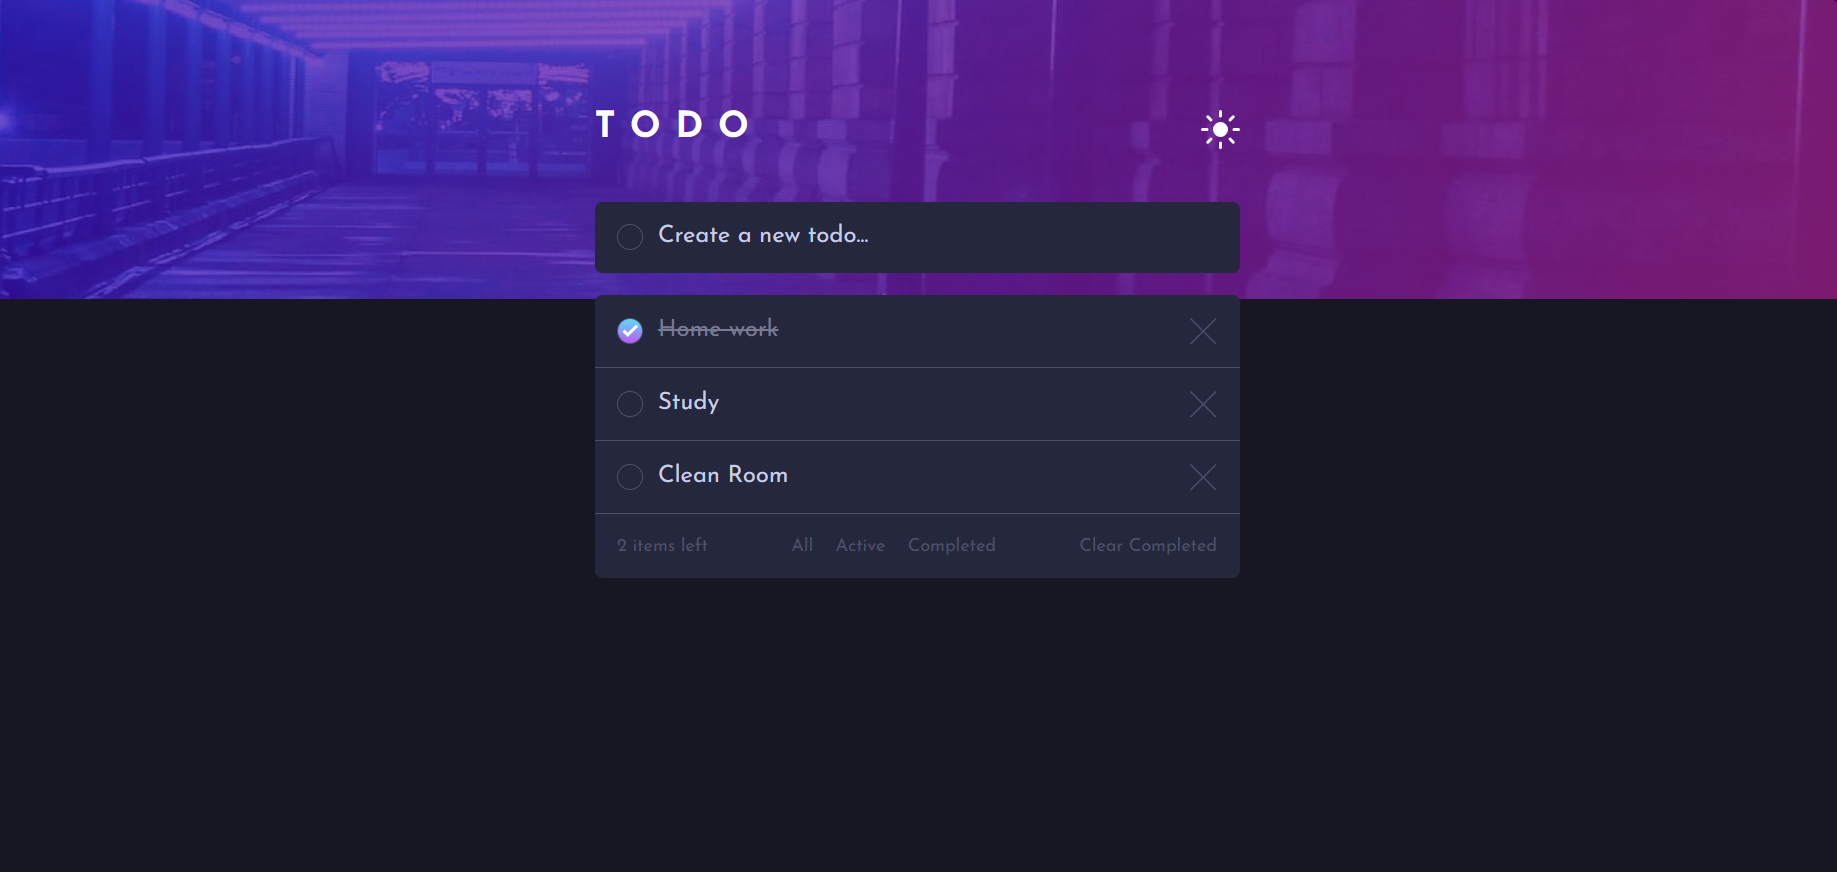 TODO
Create a new todo...
Home work
Study
Clean Room
2 items left All Active Completed Clear Completed